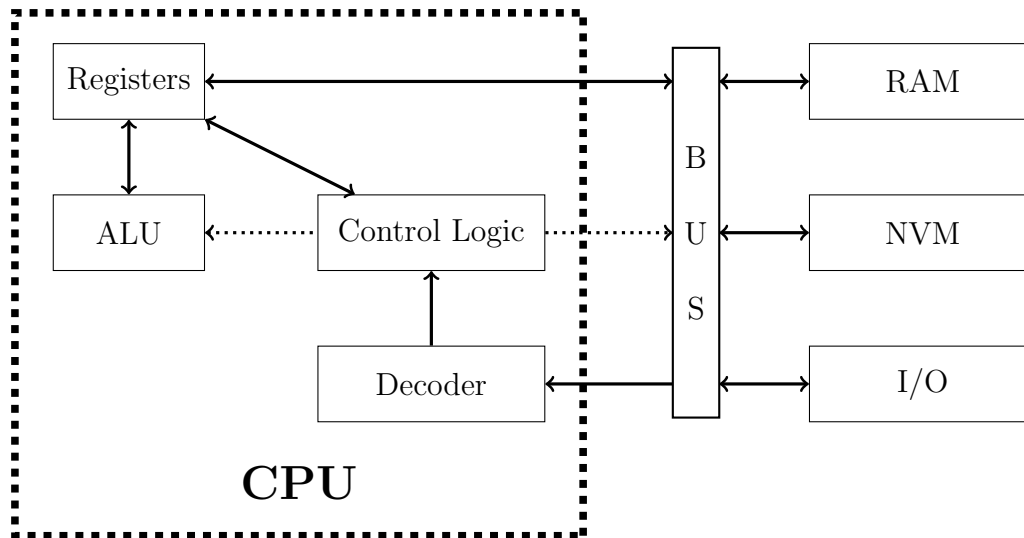 Registers
RAM
B
ALU
Control Logic
U
NVM
S
Decoder
I/O
CPU